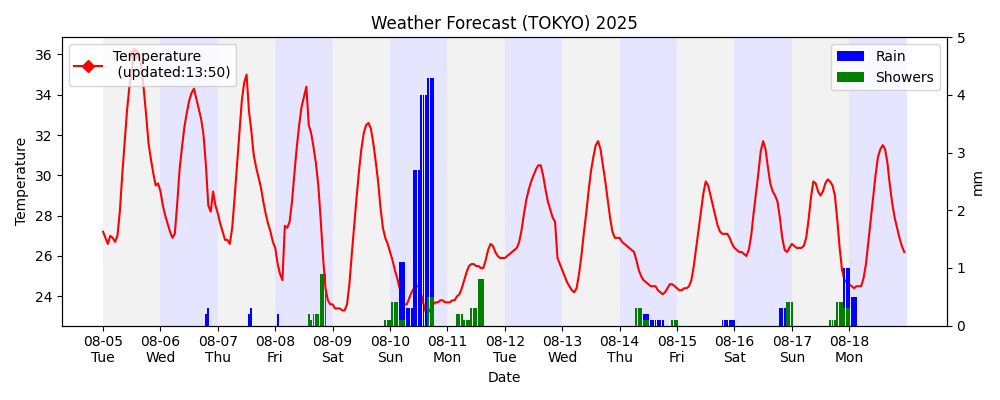 Weather Forecast (TOKYO) 2025
Temperature
(updated:13:50)
Rain
Showers
Temperature
36
34
32
30
28
26
24
5
4
3
2
1
0
mm
08-05 08-06 08-07 08-08 08-09 08-10 08-11 08-12 08-13 08-14 08-15 08-16 08-17 08-18
Tue Wed Thu Fri Sat Sun Mon Tue Wed Thu Fri Sat Sun Mon
Date